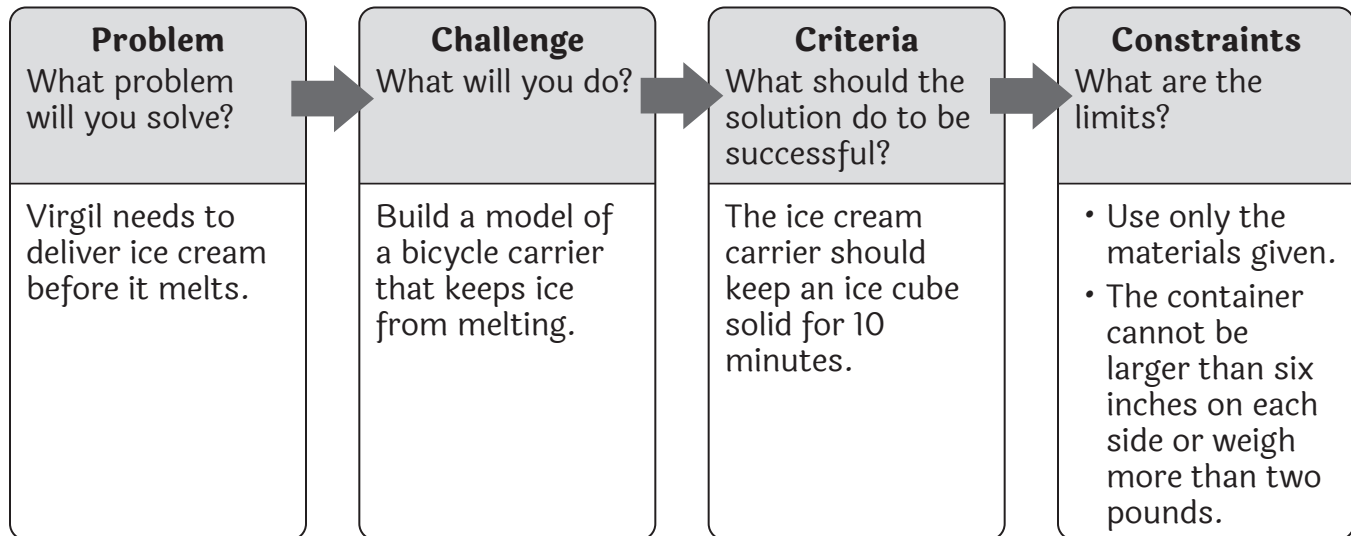 Problem
What problem
will you solve?
Virgil needs to
deliver ice cream
before it melts.
Challenge
What will you do?
Build a model of
a bicycle carrier
that keeps ice
from melting.
Criteria
What should the
solution do to be
successful?
The ice cream
carrier should
keep an ice cube
solid for 10
minutes.
Constraints
What are the
limits?
• Use only the
materials given.
• The container
cannot be
larger than six
inches on each
side or weigh
more than two
pounds.